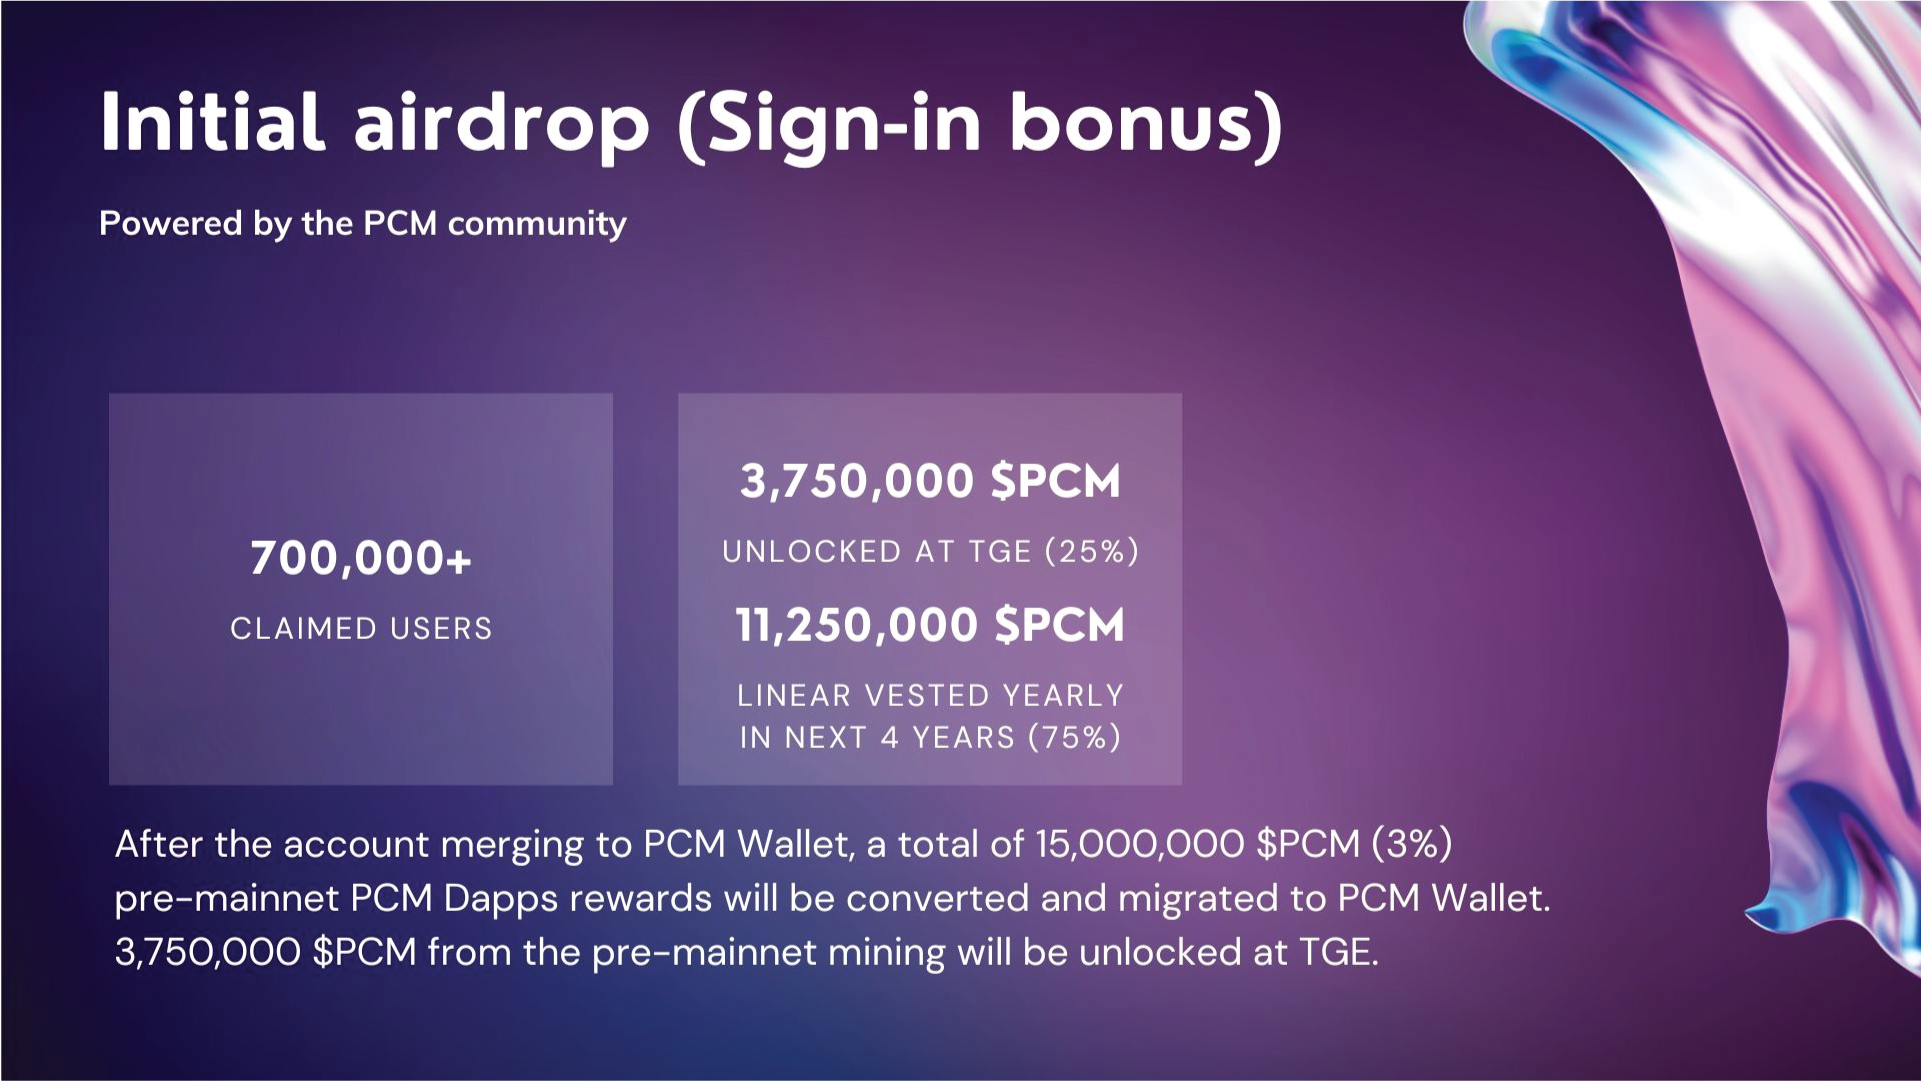 Initial airdrop (Sign-in bonus)
Powered by the PCM community
700,000+
CLAIMED USERS
3,750,000 $PCM
UNLOCKED AT TGE (25%)
11,250,000 $PCM
LINEAR VESTED YEARLY
IN NEXT 4 YEARS (75%)
After the account merging to PCM Wallet, a total of 15,000,000 $PCM (3%)
pre-mainnet PCM Dapps rewards will be converted and migrated to PCM Wallet.
3,750,000 $PCM from the pre-mainnet mining will be unlocked at TGE.